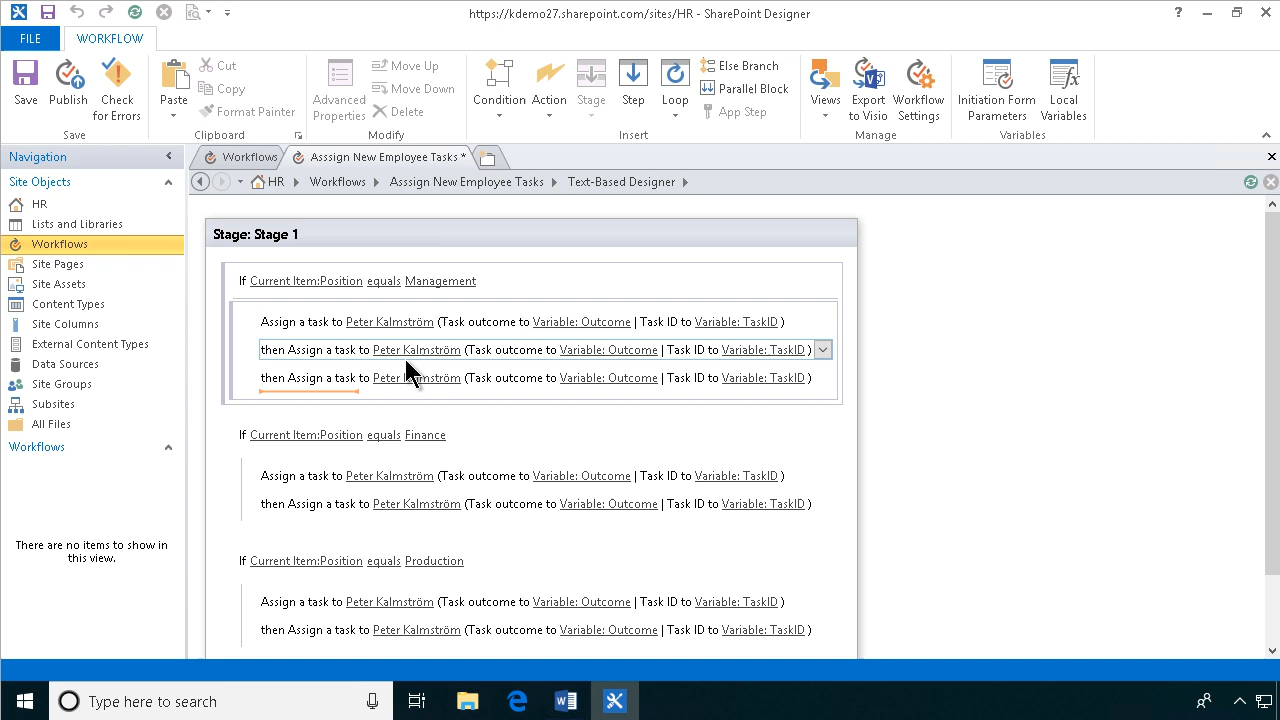 https://kdemo27.sharepoint.com/sites/HR - SharePoint Designer
FILE
WORKFLOW
Save
Publish
Check for Errors
Save
Paste
Cut
Copy
Format Painter
Clipboard
Advanced Properties
Move Up
Move Down
Delete
Modify
Condition
Action
Stage
Step
Loop
Else Branch
Parallel Block
App Step
Insert
Views
Export to Visio
Workflow Settings
Manage
Initiation Form Parameters
Local Variables
Variables
Navigation
Site Objects
HR
Lists and Libraries
Workflows
Site Pages
Site Assets
Content Types
Site Columns
External Content Types
Data Sources
Site Groups
Subsites
All Files
Workflows
There are no items to show in
this view.
Workflows
Asssign New Employee Tasks *
HR
Workflows
Asssign New Employee Tasks
Text-Based Designer
Stage: Stage 1
If Current Item:Position equals Management
Assign a task to Peter Kalmström (Task outcome to Variable: Outcome | Task ID to Variable: TaskID )
then Assign a task to Peter Kalmström (Task outcome to Variable: Outcome | Task ID to Variable: TaskID )
then Assign a task to Peter Kalmström (Task outcome to Variable: Outcome | Task ID to Variable: TaskID )
If Current Item:Position equals Finance
Assign a task to Peter Kalmström (Task outcome to Variable: Outcome | Task ID to Variable: TaskID )
then Assign a task to Peter Kalmström (Task outcome to Variable: Outcome | Task ID to Variable: TaskID )
If Current Item:Position equals Production
Assign a task to Peter Kalmström (Task outcome to Variable: Outcome | Task ID to Variable: TaskID )
then Assign a task to Peter Kalmström (Task outcome to Variable: Outcome | Task ID to Variable: TaskID )
Type here to search